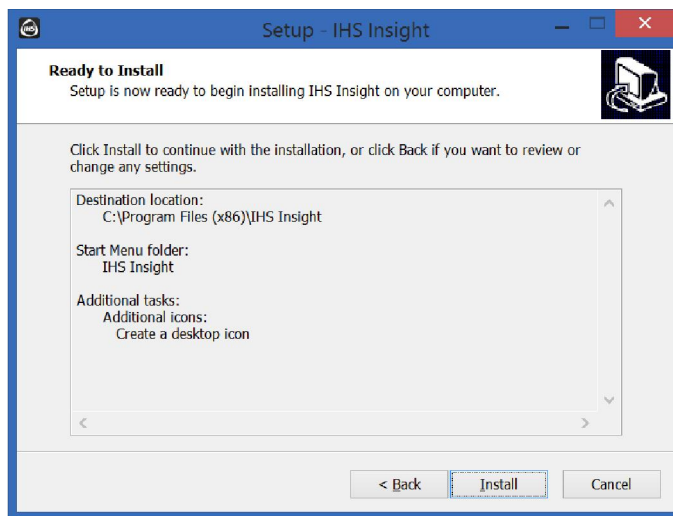 Setup - IHS Insight
Ready to Install
Setup is now ready to begin installing IHS Insight on your computer.
Click Install to continue with the installation, or click Back if you want to review or
change any settings.
Destination location:
C:\Program Files (x86)\IHS Insight
Start Menu folder:
IHS Insight
Additional tasks:
Additional icons:
Create a desktop icon
< Back Install Cancel